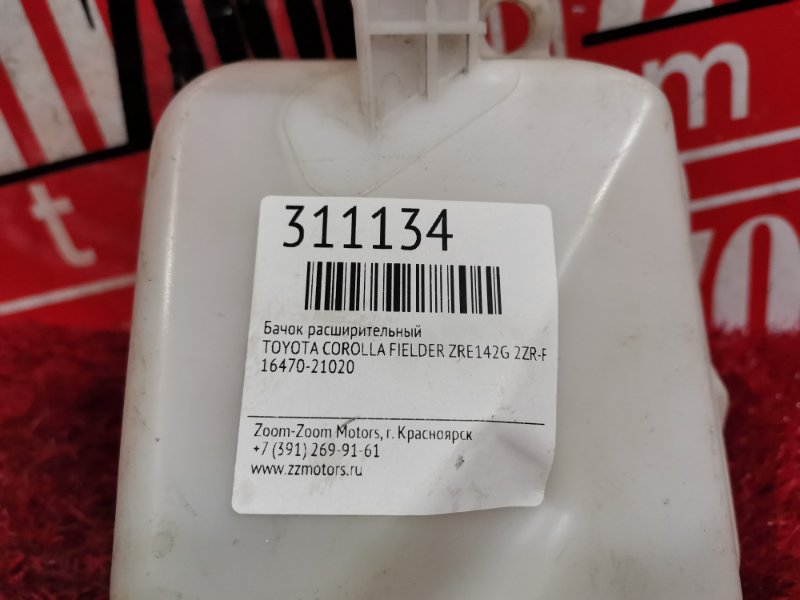 311134
Бачок расширительный
TOYOTA COROLLA FIELDER ZRE142G 2ZR-F
16470-21020
Zoom-Zoom Motors, г. Красноярск
+7 (391) 269-91-61
www.zzmotors.ru
t
m